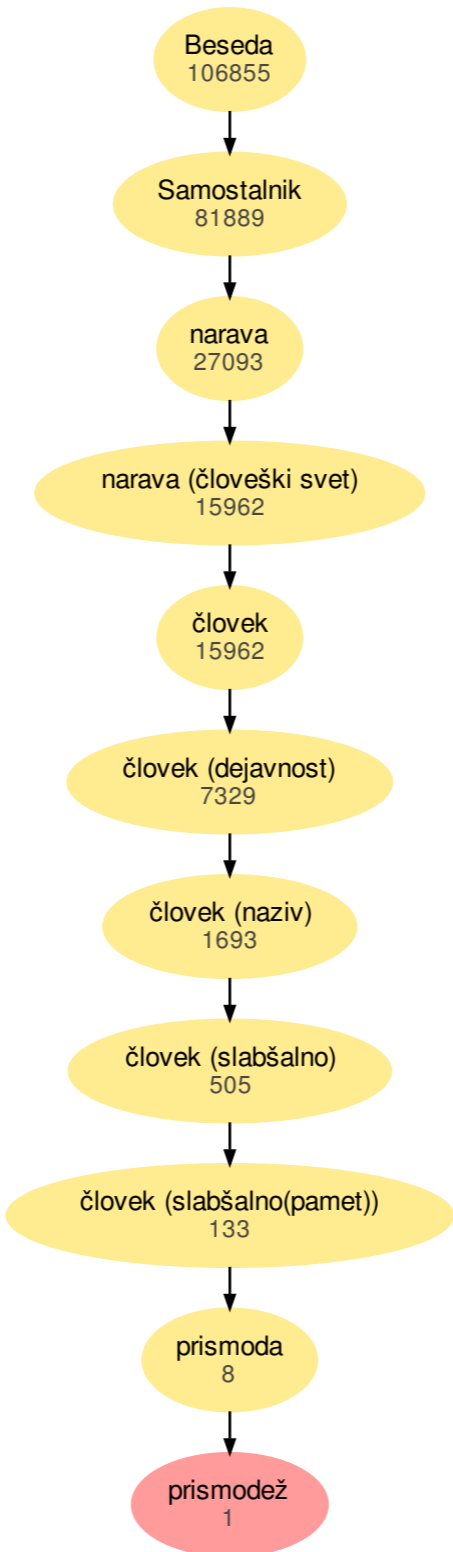 Beseda
106855
Samostalnik
81889
narava
27093
narava (človeški svet)
15962
človek
15962
človek (dejavnost)
7329
človek (naziv)
1693
človek (slabšalno)
505
človek (slabšalno(pamet))
133
prismoda
8
prismodež
1